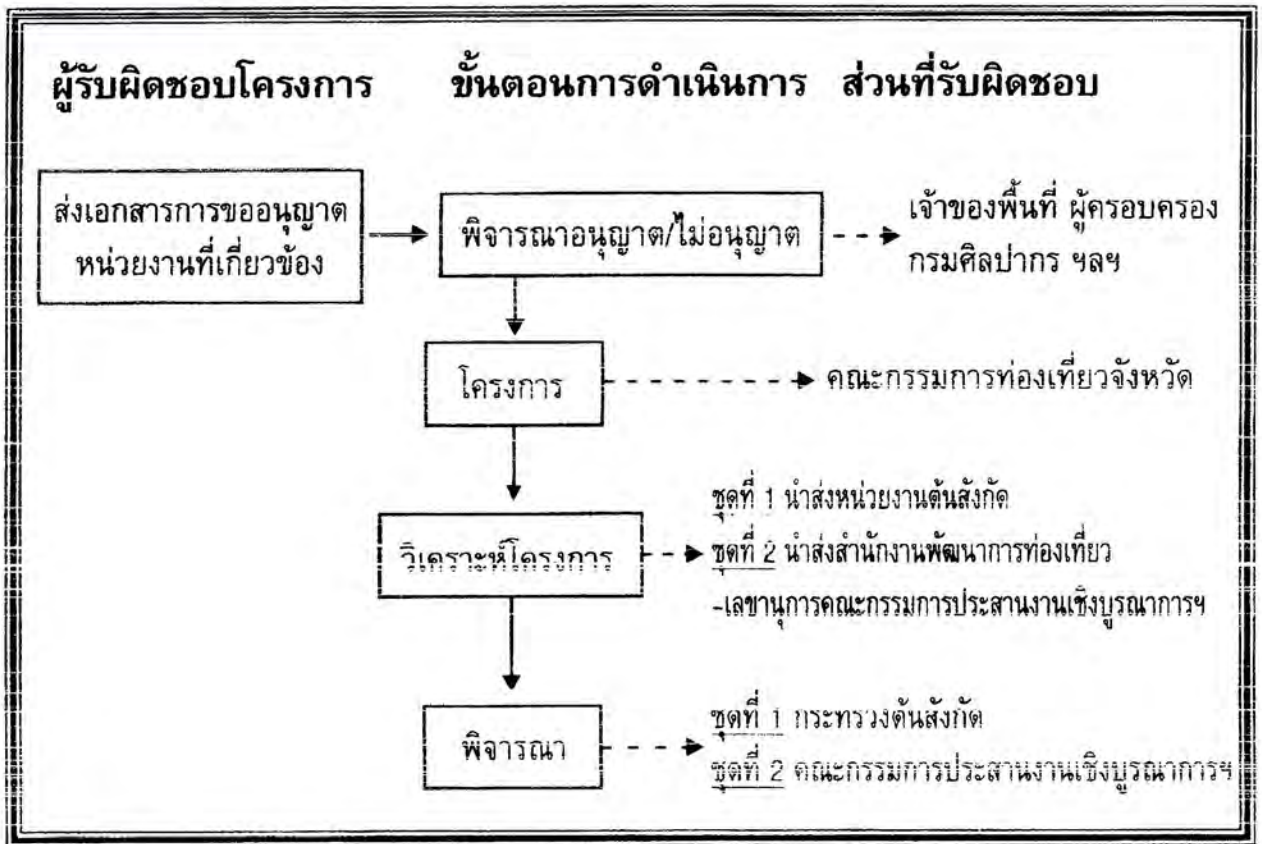 ผู้รับผิดชอบโครงการ ขั้นตอนการดำเนินการ ส่วนที่รับผิดชอบ
ส่งเอกสารการขออนุญาต
หน่วยงานที่เกี่ยวข้อง
พิจารณาอนุญาต/ไม่อนุญาต
เจ้าของพื้นที่ ผู้ครอบครอง
กรมศิลปากร ฯลฯ
โครงการ
คณะกรรมการท่องเที่ยวจังหวัด
วิเคราะห์โครงการ
ชุดที่ 1 นำส่งหน่วยงานต้นสังกัด
ชุดที่ 2 นำส่งสำนักงานพัฒนาการท่องเที่ยว
-เลขานุการคณะกรรมการประสานงานเชิงบูรณาการฯ
พิจารณา
ชุดที่ 1 กระทรวงต้นสังกัด
ชุดที่ 2 คณะกรรมการประสานงานเชิงบูรณาการฯ